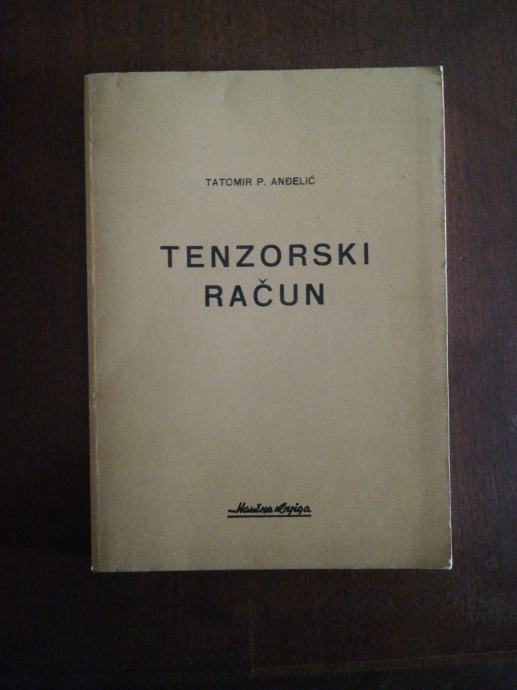 TATOMIR P. ANĐELIĆ
TENZORSKI
RAČUN
Naučna knjiga